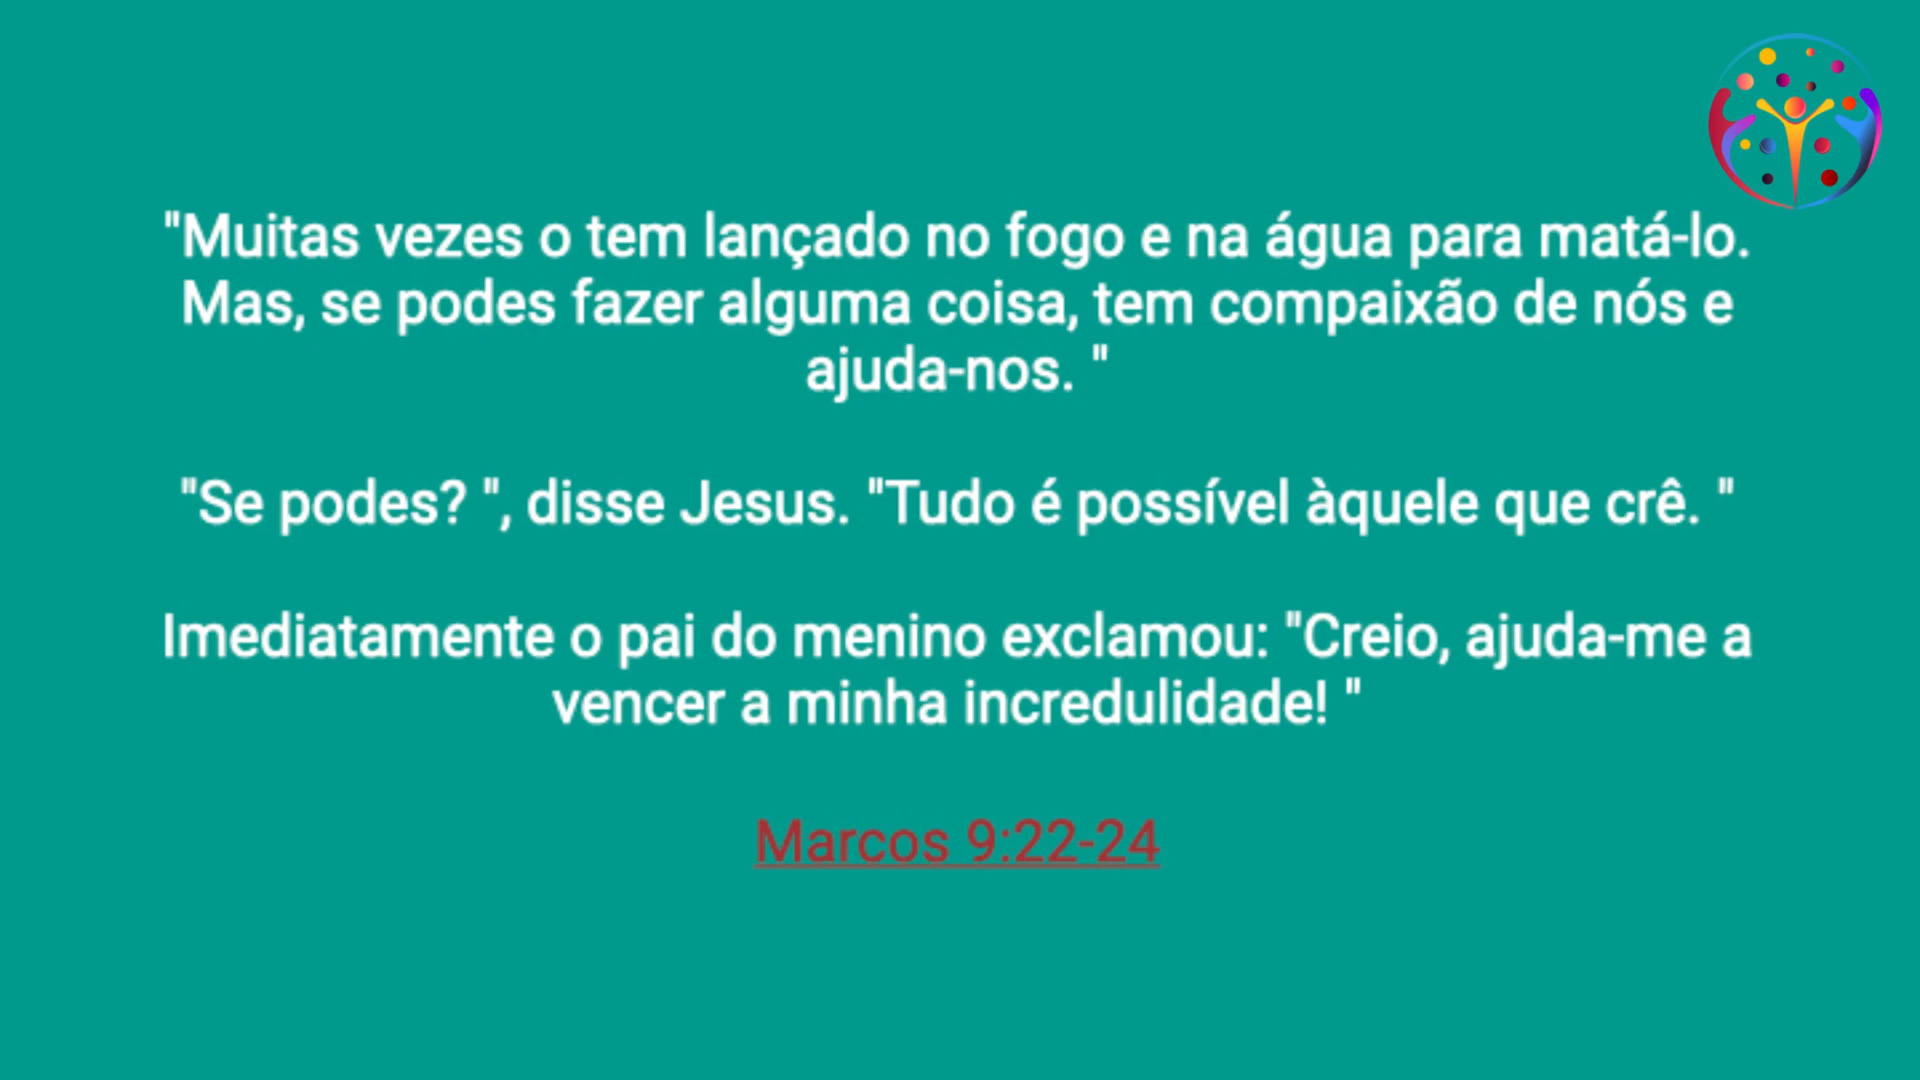 "Muitas vezes o tem lançado no fogo e na água para matá-lo.
Mas, se podes fazer alguma coisa, tem compaixão de nós e
ajuda-nos. "
"Se podes? ", disse Jesus. "Tudo é possível àquele que crê. "
Imediatamente o pai do menino exclamou: "Creio, ajuda-me a
vencer a minha incredulidade! "
Marcos 9:22-24